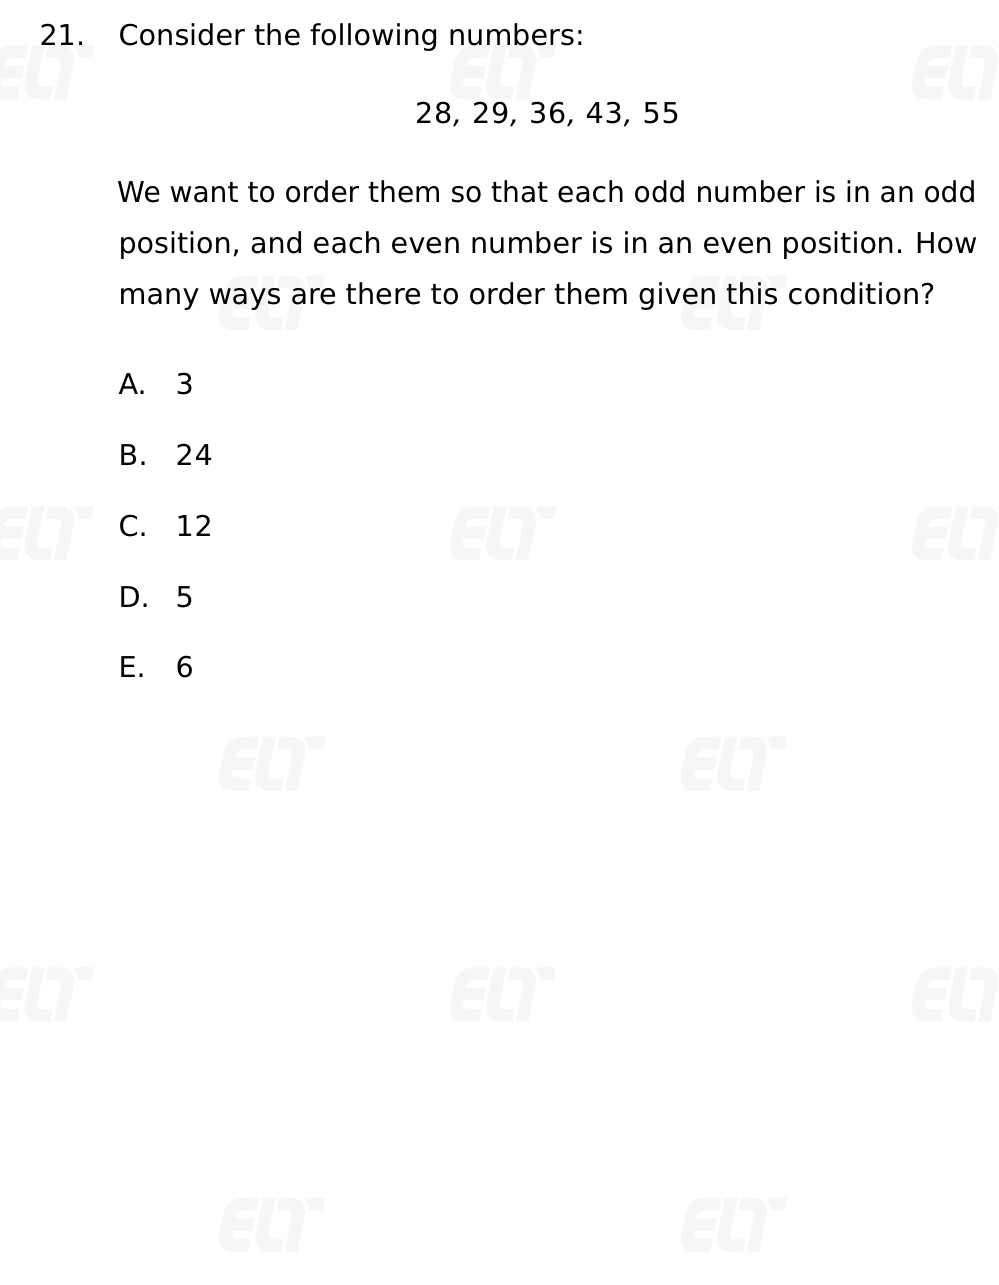 21. Consider the following numbers:
28, 29, 36, 43, 55
We want to order them so that each odd number is in an odd
position, and each even number is in an even position. How
many ways are there to order them given this condition?
A. 3
B. 24
C. 12
D. 5
E. 6